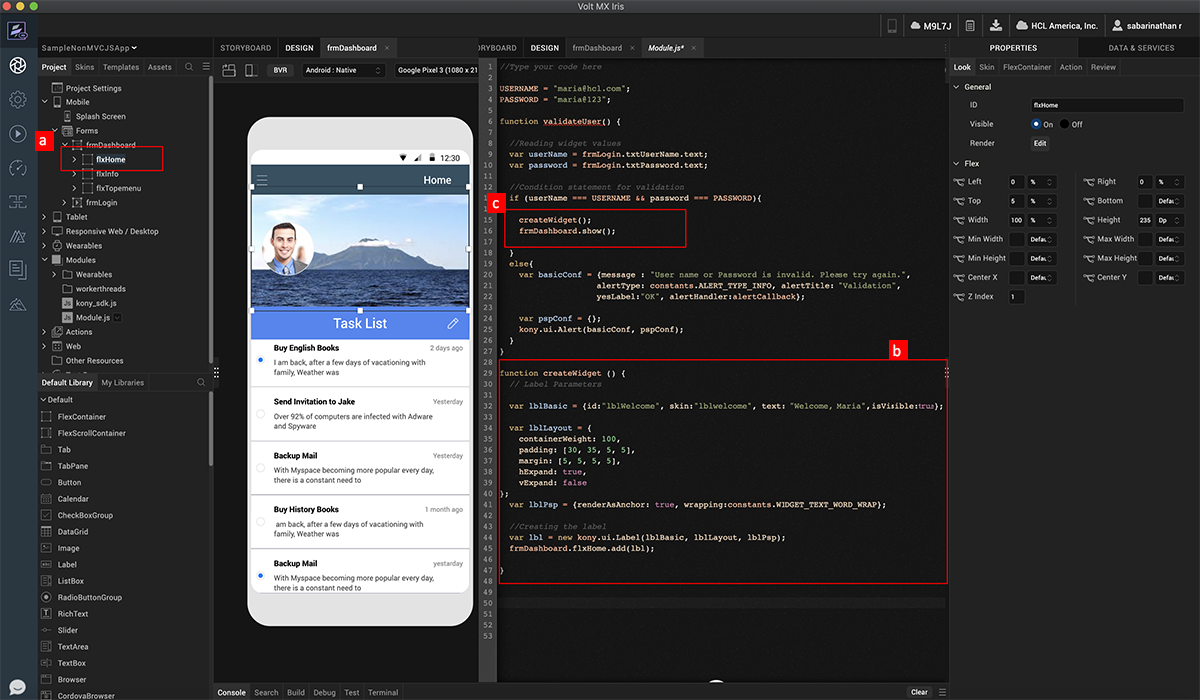 Volt MX Iris
M9L7J
HCL America, Inc.
sabarinathan r
SampleNonMVCJSApp
STORYBOARD
DESIGN
frmDashboard
×
RYBOARD
DESIGN
frmDashboard
×
Module.js*
×
PROPERTIES
DATA & SERVICES
Project
Skins
Templates
Assets
BVR
Android : Native
Google Pixel 3 (1080 x 21
Look
Skin
FlexContainer
Action
Review
Project Settings
Mobile
Splash Screen
Forms
frmDashboard
a
flxHome
flxInfo
flxTopemenu
frmLogin
Tablet
Responsive Web / Desktop
Wearables
Modules
Wearables
workerthreads
kony_sdk.js
Module.js
Actions
Web
Other Resources
Default Library
My Libraries
Default
FlexContainer
FlexScrollContainer
Tab
TabPane
Button
Calendar
CheckBoxGroup
DataGrid
Image
Label
ListBox
RadioButtonGroup
RichText
Slider
TextArea
TextBox
Browser
CordovaBrowser
12:30
Home
Task List
Buy English Books
2 days ago
I am back, after a few days of vacationing with
family, Weather was
Send Invitation to Jake
Yesterday
Over 92% of computers are infected with Adware
and Spyware
Backup Mail
Yesterday
With Myspace becoming more popular every day,
there is a constant need to
Buy History Books
1 month ago
am back, after a few days of vacationing with
family, Weather was
Backup Mail
yestarday
With Myspace becoming more popular every day,
there is a constant need to
1 //Type your code here
2
3 USERNAME = "maria@hcl.com";
4 PASSWORD = "maria@123";
5
6 function validateUser() {
7
8 //Reading widget values
9 var userName = frmLogin.txtUserName.text;
10 var password = frmLogin.txtPassword.text;
11
12 //Condition statement for validation
13 if (userName === USERNAME && password === PASSWORD){
c
15 createWidget();
16 frmDashboard.show();
17
18 }
19 else{
20 var basicConf = {message : "User name or Password is invalid. Please try again.",
21 alertType: constants.ALERT_TYPE_INFO, alertTitle: "Validation",
22 yesLabel:"OK", alertHandler:alertCallback};
23
24 var pspConf = {};
25 kony.ui.Alert(basicConf, pspConf);
26 }
27 }
b
28
29 function createWidget () {
30 // Label Parameters
31
32 var lblBasic = {id:"lblWelcome", skin:"lblwelcome", text: "Welcome, Maria",isVisible:true};
33
34 var lblLayout = {
35 containerWeight: 100,
36 padding: [30, 35, 5, 5],
37 margin: [5, 5, 5, 5],
38 hExpand: true,
39 vExpand: false
40 };
41 var lblPsp = {renderAsAnchor: true, wrapping:constants.WIDGET_TEXT_WORD_WRAP};
42
43 //Creating the label
44 var lbl = new kony.ui.Label(lblBasic, lblLayout, lblPsp);
45 frmDashboard.flxHome.add(lbl);
46
47 }
48
49
50
51
52
53
General
ID
flxHome
Visible
On
Off
Render
Edit
Flex
Left 0 %
Right 0 %
Top 5 %
Bottom Defau
Width 100 %
Height 235 Dp
Min Width Defau
Max Width Defau
Min Height Defau
Max Height Defau
Center X Defau
Center Y Defau
Z Index 1
Console
Search
Build
Debug
Test
Terminal
Clear